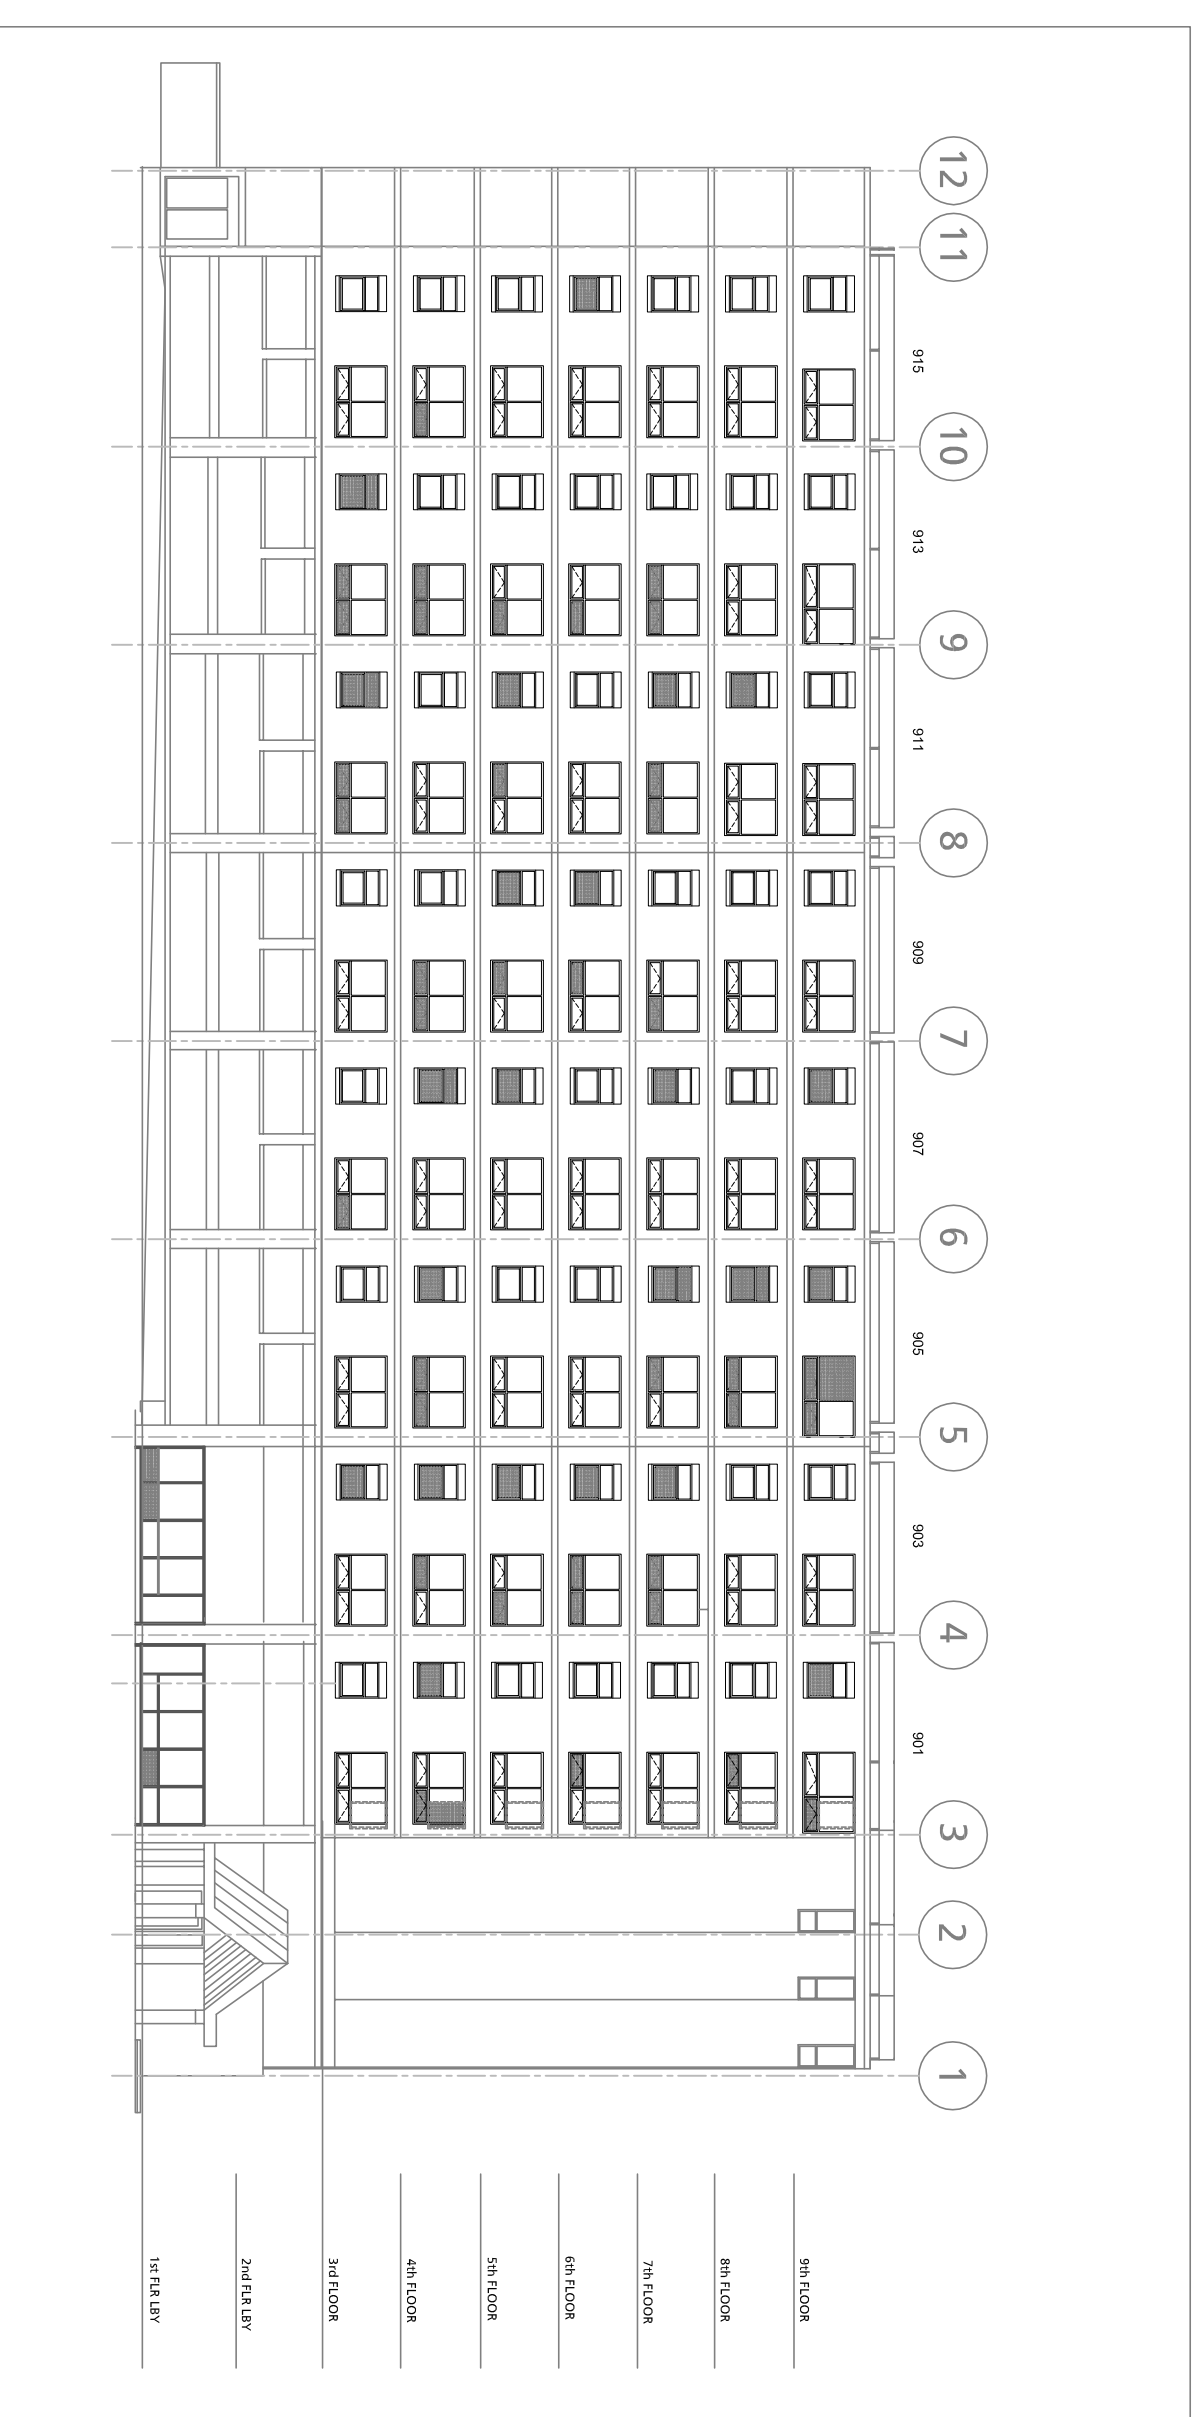 12
11
10
9
8
7
6
5
4
3
2
1
915
913
911
909
907
905
903
901
9th FLOOR
8th FLOOR
7th FLOOR
6th FLOOR
5th FLOOR
4th FLOOR
3rd FLOOR
2nd FLR LBY
1st FLR LBY